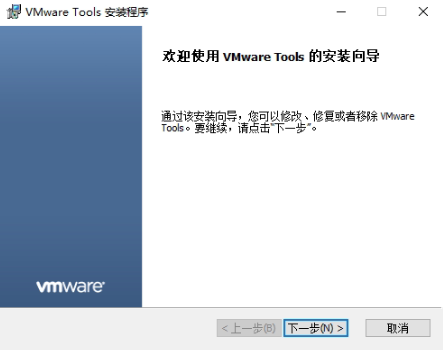 VMware Tools 安装程序
欢迎使用 VMware Tools 的安装向导
通过该安装向导，您可以修改、修复或者移除 VMware
Tools。要继续，请点击“下一步”。
vmware®
< 上一步(B)
下一步(N) >
取消